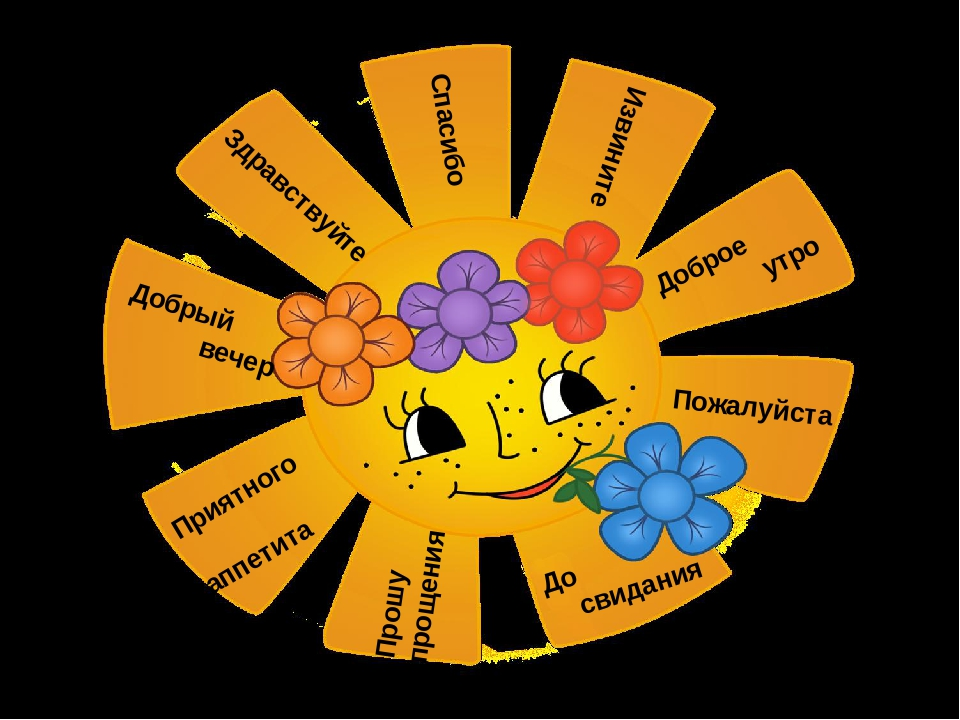 Спасибо
Извините
Доброе утро
Пожалуйста
До
свидания
Прошу
прощения
Приятного
аппетита
Добрый
вечер
Здравствуйте